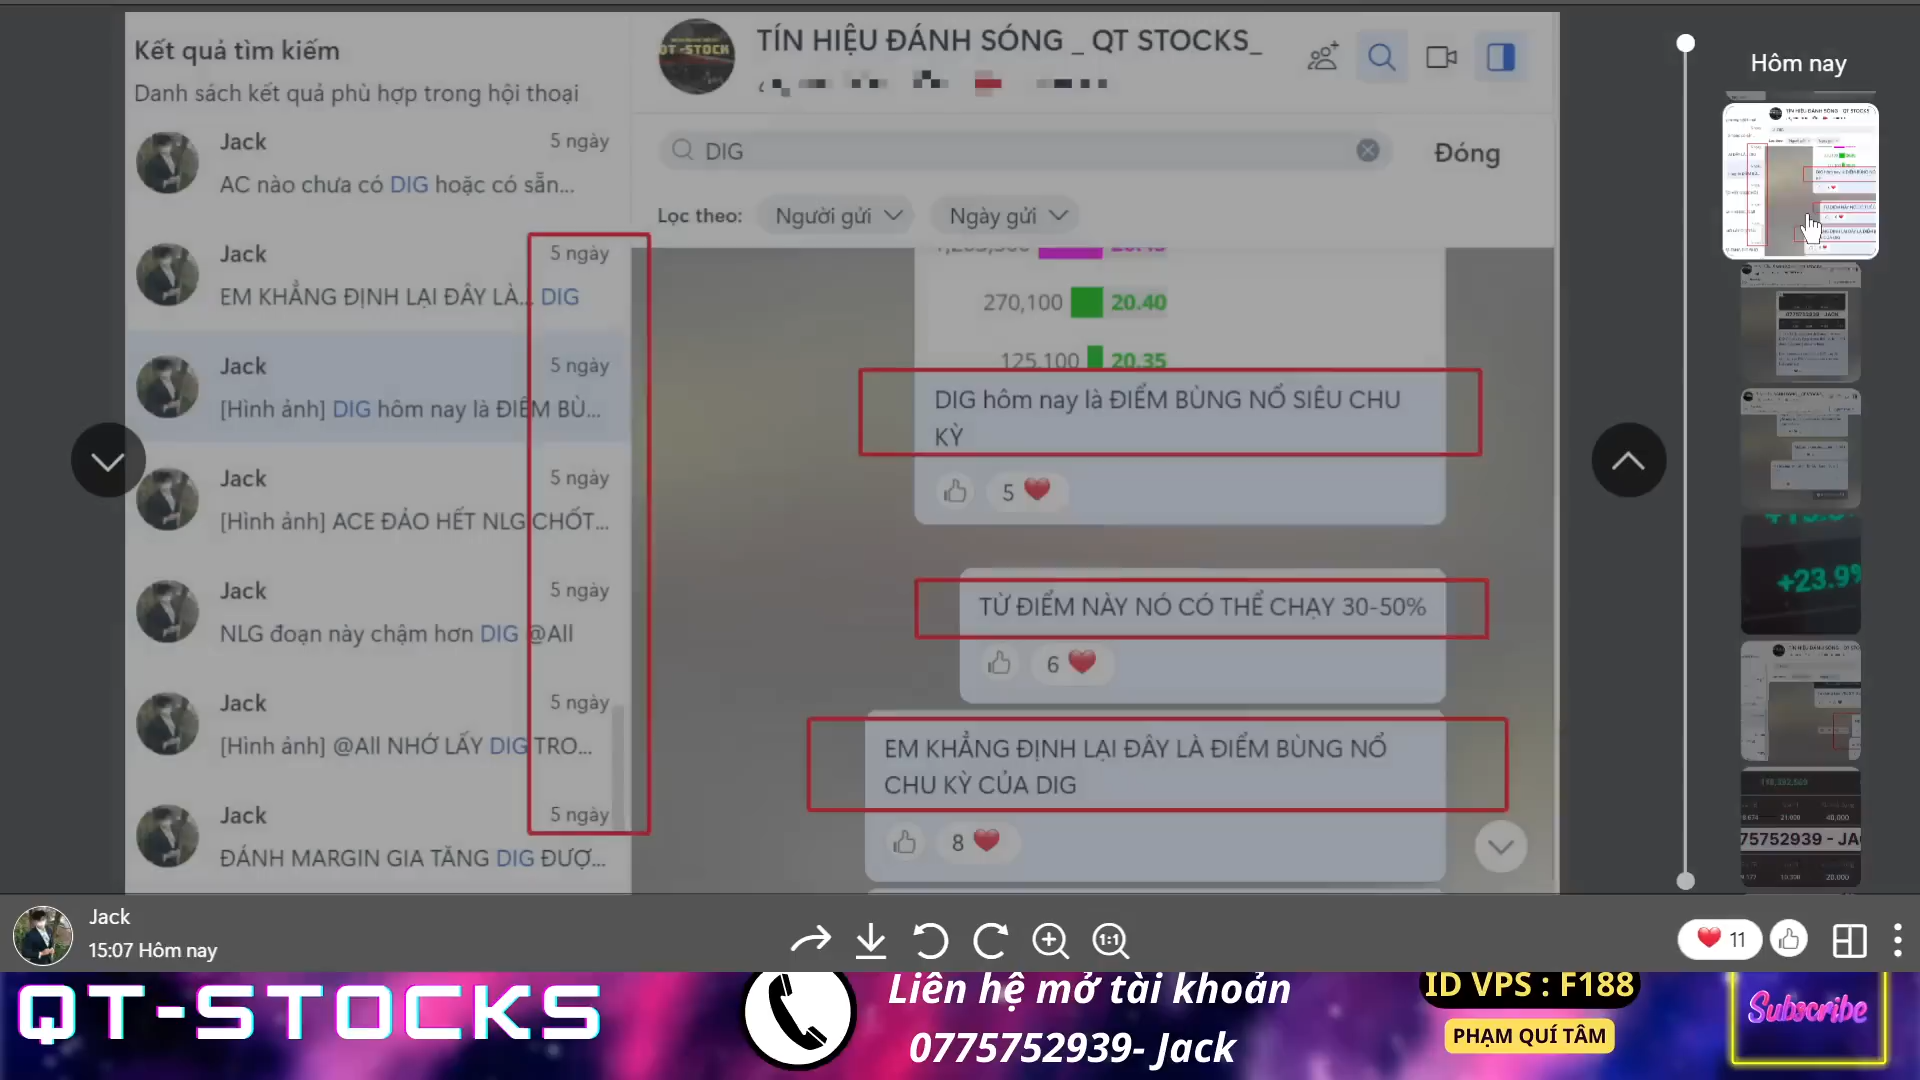 Kết quả tìm kiếm
Danh sách kết quả phù hợp trong hội thoại
Jack 5 ngày
AC nào chưa có DIG hoặc có sẵn...
Jack 5 ngày
EM KHẲNG ĐỊNH LẠI ĐÂY LÀ... DIG
Jack 5 ngày
[Hình ảnh] DIG hôm nay là ĐIỂM BÙ...
Jack 5 ngày
[Hình ảnh] ACE ĐẢO HẾT NLG CHỐT...
Jack 5 ngày
NLG đoạn này chậm hơn DIG @All
Jack 5 ngày
[Hình ảnh] @All NHỚ LẤY DIG TRO...
Jack 5 ngày
ĐÁNH MARGIN GIA TĂNG DIG ĐƯỢ...
QT-STOCK
TÍN HIỆU ĐÁNH SÓNG _ QT STOCKS_
DIG
Đóng
Lọc theo: Người gửi Ngày gửi
270,100 20.40
125,100 20.35
DIG hôm nay là ĐIỂM BÙNG NỔ SIÊU CHU
KỲ
5
TỪ ĐIỂM NÀY NÓ CÓ THỂ CHẠY 30-50%
6
EM KHẲNG ĐỊNH LẠI ĐÂY LÀ ĐIỂM BÙNG NỔ
CHU KỲ CỦA DIG
8
Hôm nay
+23.9%
75752939 - JA
Jack
15:07 Hôm nay
1:1
11
QT-STOCKS
Liên hệ mở tài khoản
0775752939- Jack
ID VPS : F188
PHẠM QUÍ TÂM
Subscribe